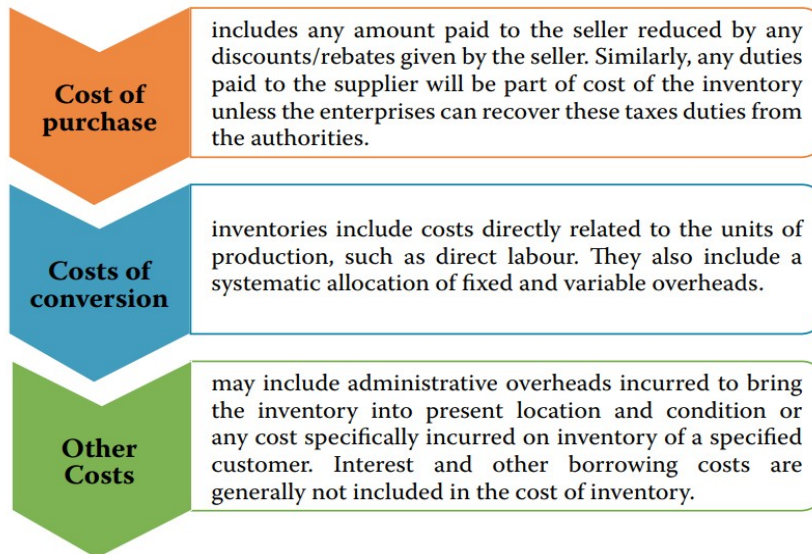 Cost of
purchase
includes any amount paid to the seller reduced by any
discounts/rebates given by the seller. Similarly, any duties
paid to the supplier will be part of cost of the inventory
unless the enterprises can recover these taxes duties from
the authorities.
Costs of
conversion
inventories include costs directly related to the units of
production, such as direct labour. They also include a
systematic allocation of fixed and variable overheads.
Other
Costs
may include administrative overheads incurred to bring
the inventory into present location and condition or
any cost specifically incurred on inventory of a specified
customer. Interest and other borrowing costs are
generally not included in the cost of inventory.